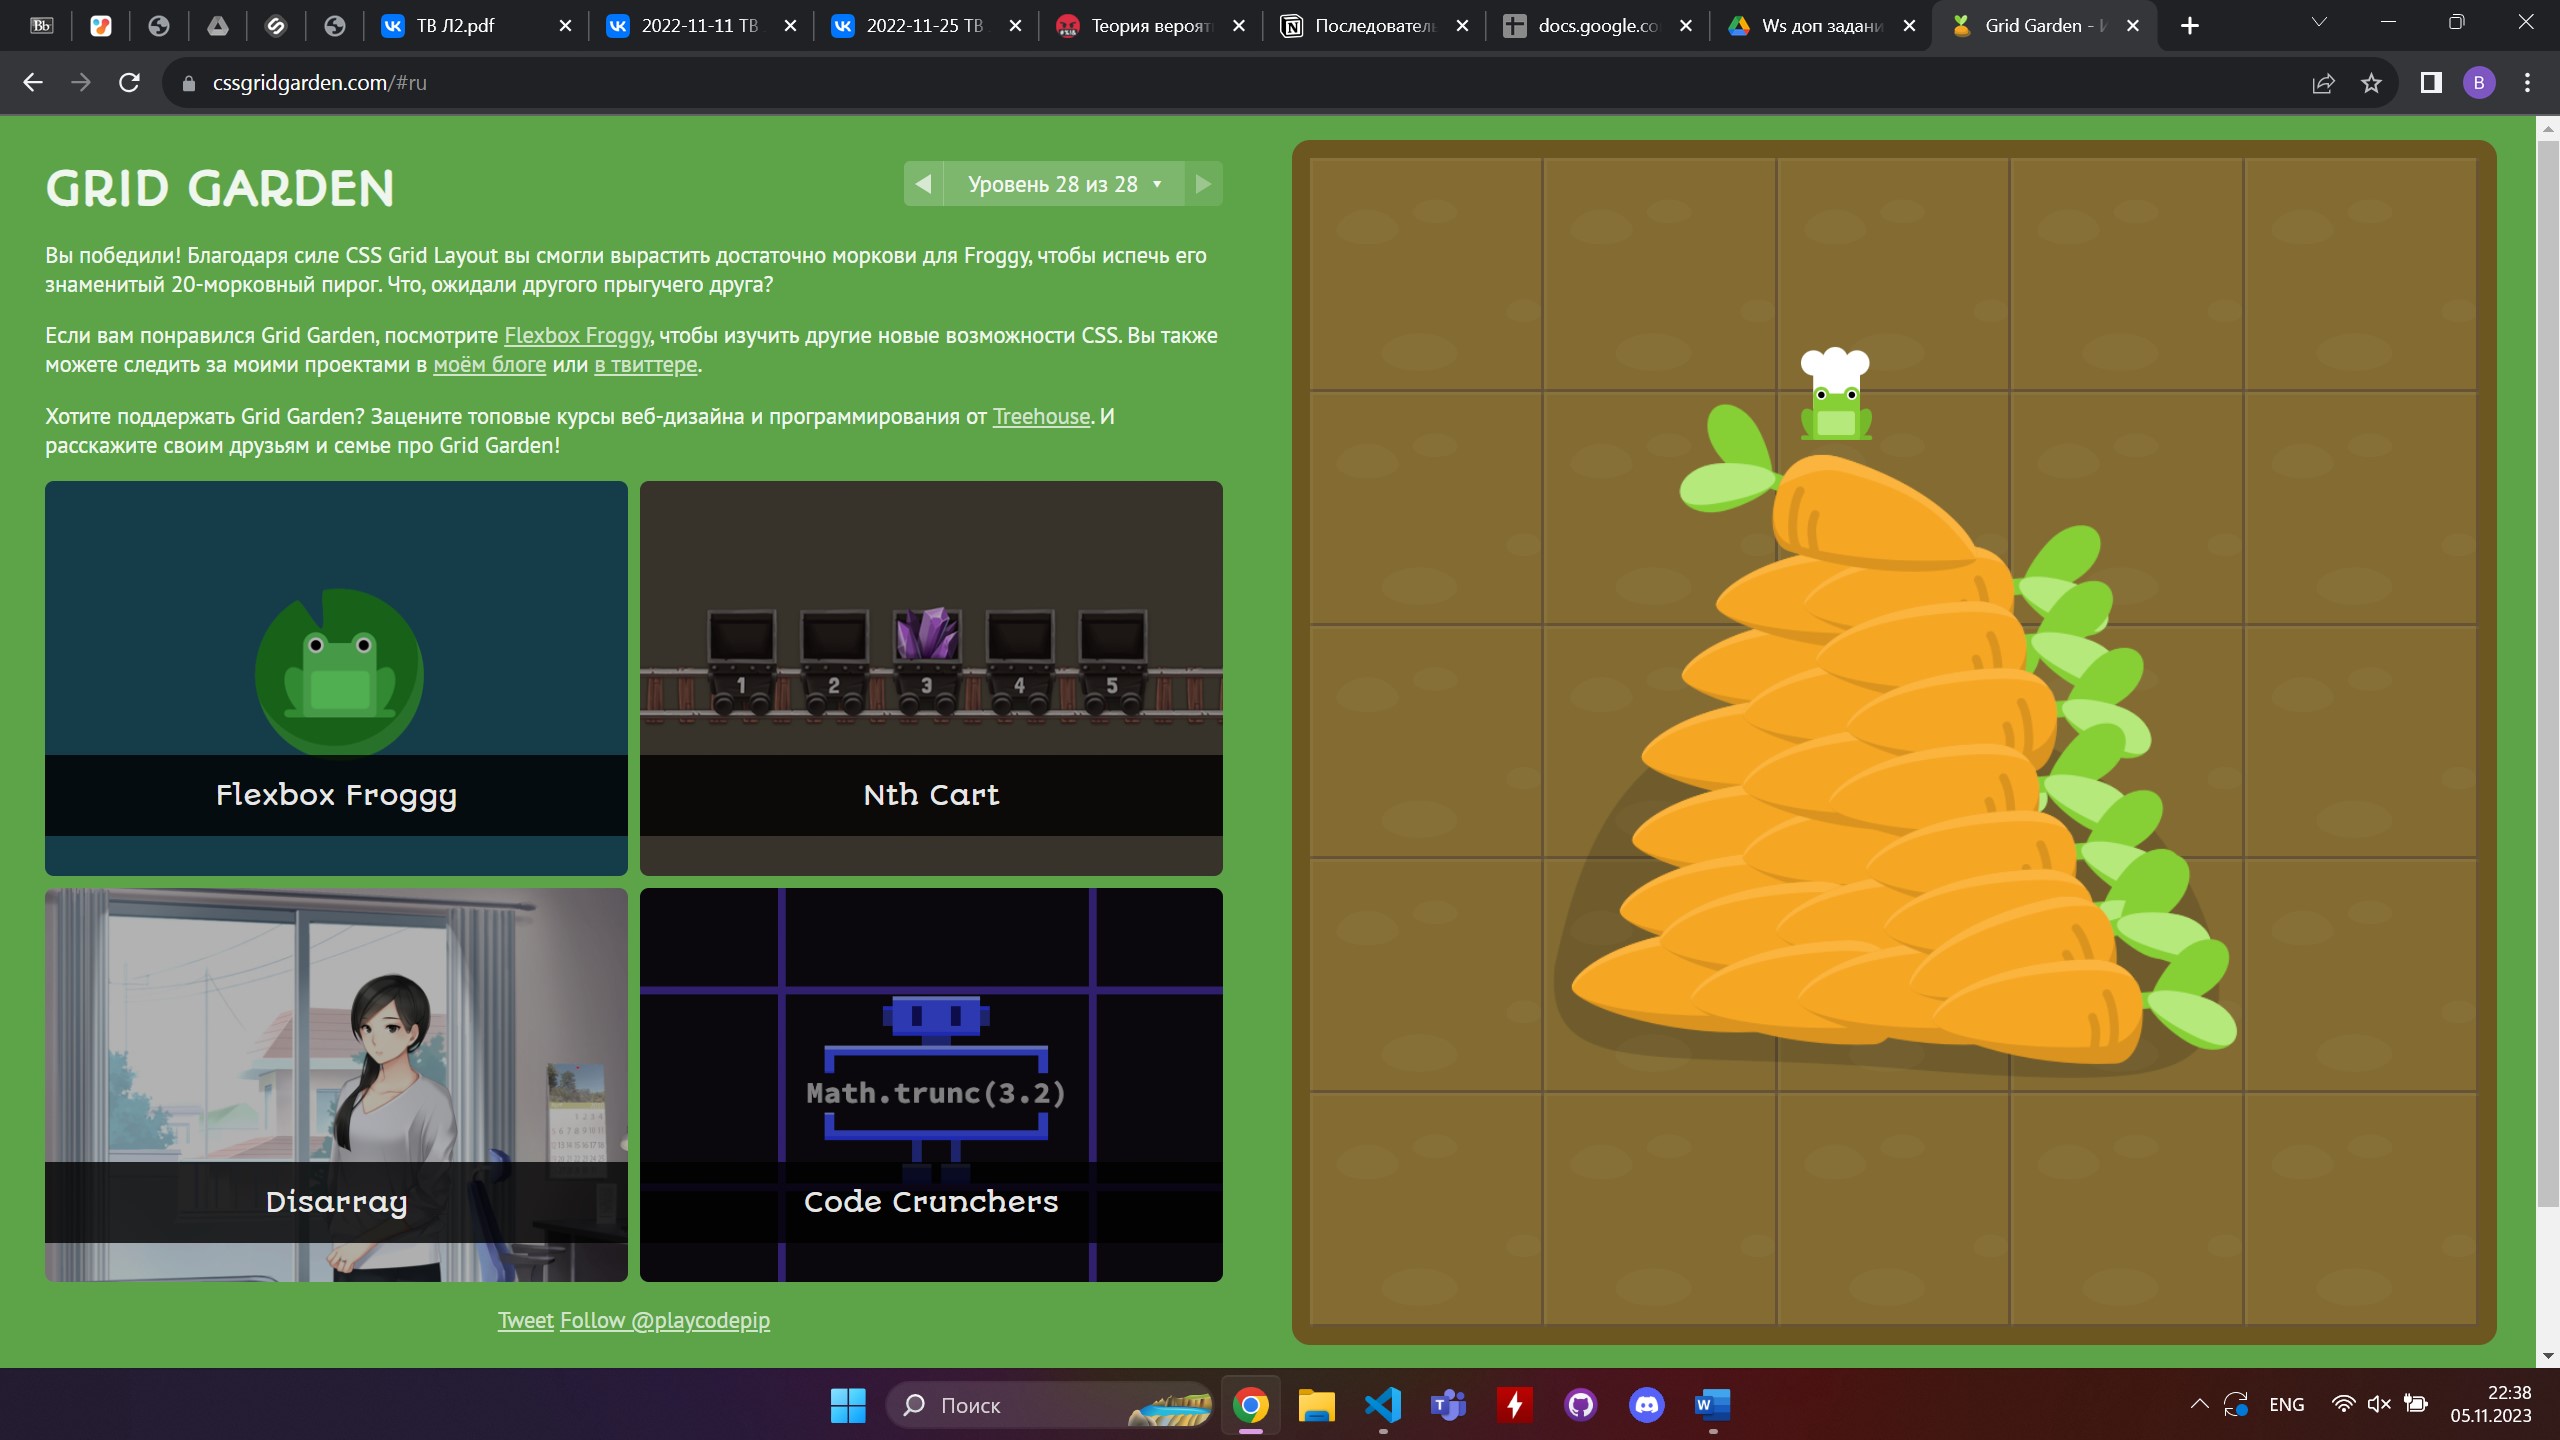 Bb
ТВ Л2.pdf
2022-11-11 ТВ
2022-11-25 ТВ
Теория вероят
Последователь
docs.google.co
Ws доп задани
Grid Garden - И
cssgridgarden.com/#ru
B
GRID GARDEN
Уровень 28 из 28
Вы победили! Благодаря силе CSS Grid Layout вы смогли вырастить достаточно моркови для Froggy, чтобы испечь его
знаменитый 20-морковный пирог. Что, ожидали другого прыгучего друга?
Если вам понравился Grid Garden, посмотрите Flexbox Froggy, чтобы изучить другие новые возможности CSS. Вы также
можете следить за моими проектами в моём блоге или в твиттере.
Хотите поддержать Grid Garden? Зацените топовые курсы веб-дизайна и программирования от Treehouse. И
расскажите своим друзьям и семье про Grid Garden!
1 2 3 4 5
Flexbox Froggy
Nth Cart
Math.trunc(3.2)
Disarray
Code Crunchers
Tweet Follow @playcodepip
Поиск
ENG
22:38
05.11.2023